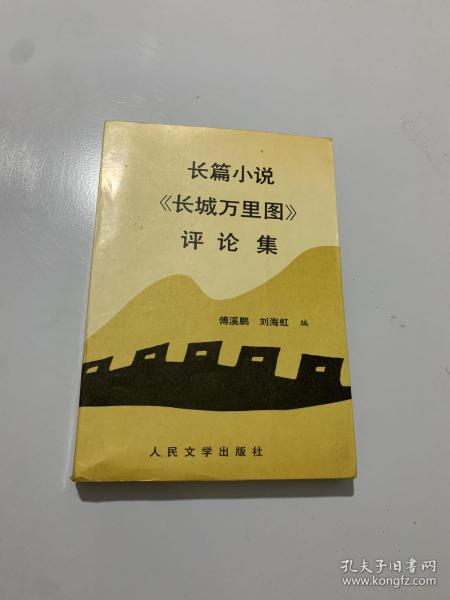 长篇小说
《长城万里图》
评论集
傅溪鹏 刘海虹 编
人民文学出版社
孔夫子旧书网
www.kongfz.com